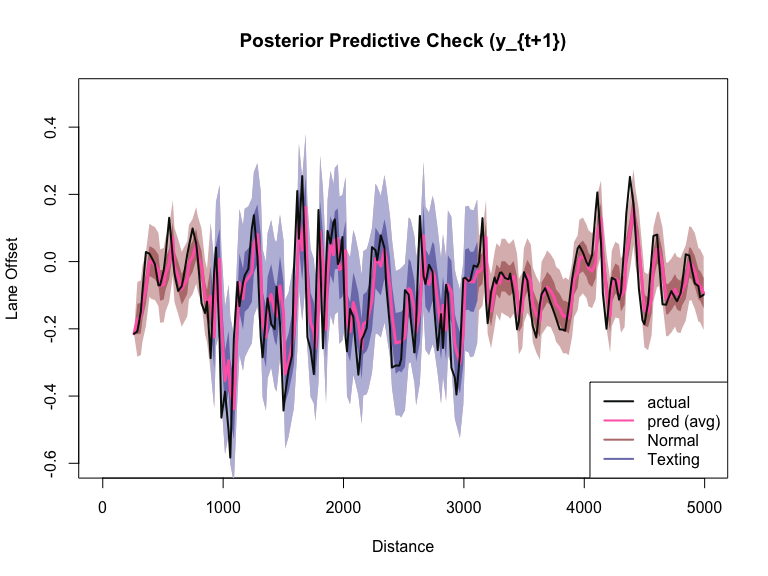 Posterior Predictive Check (y_{t+1})
Lane Offset
0.4
0.2
0.0
-0.2
-0.4
-0.6
actual
pred (avg)
Normal
Texting
0 1000 2000 3000 4000 5000
Distance